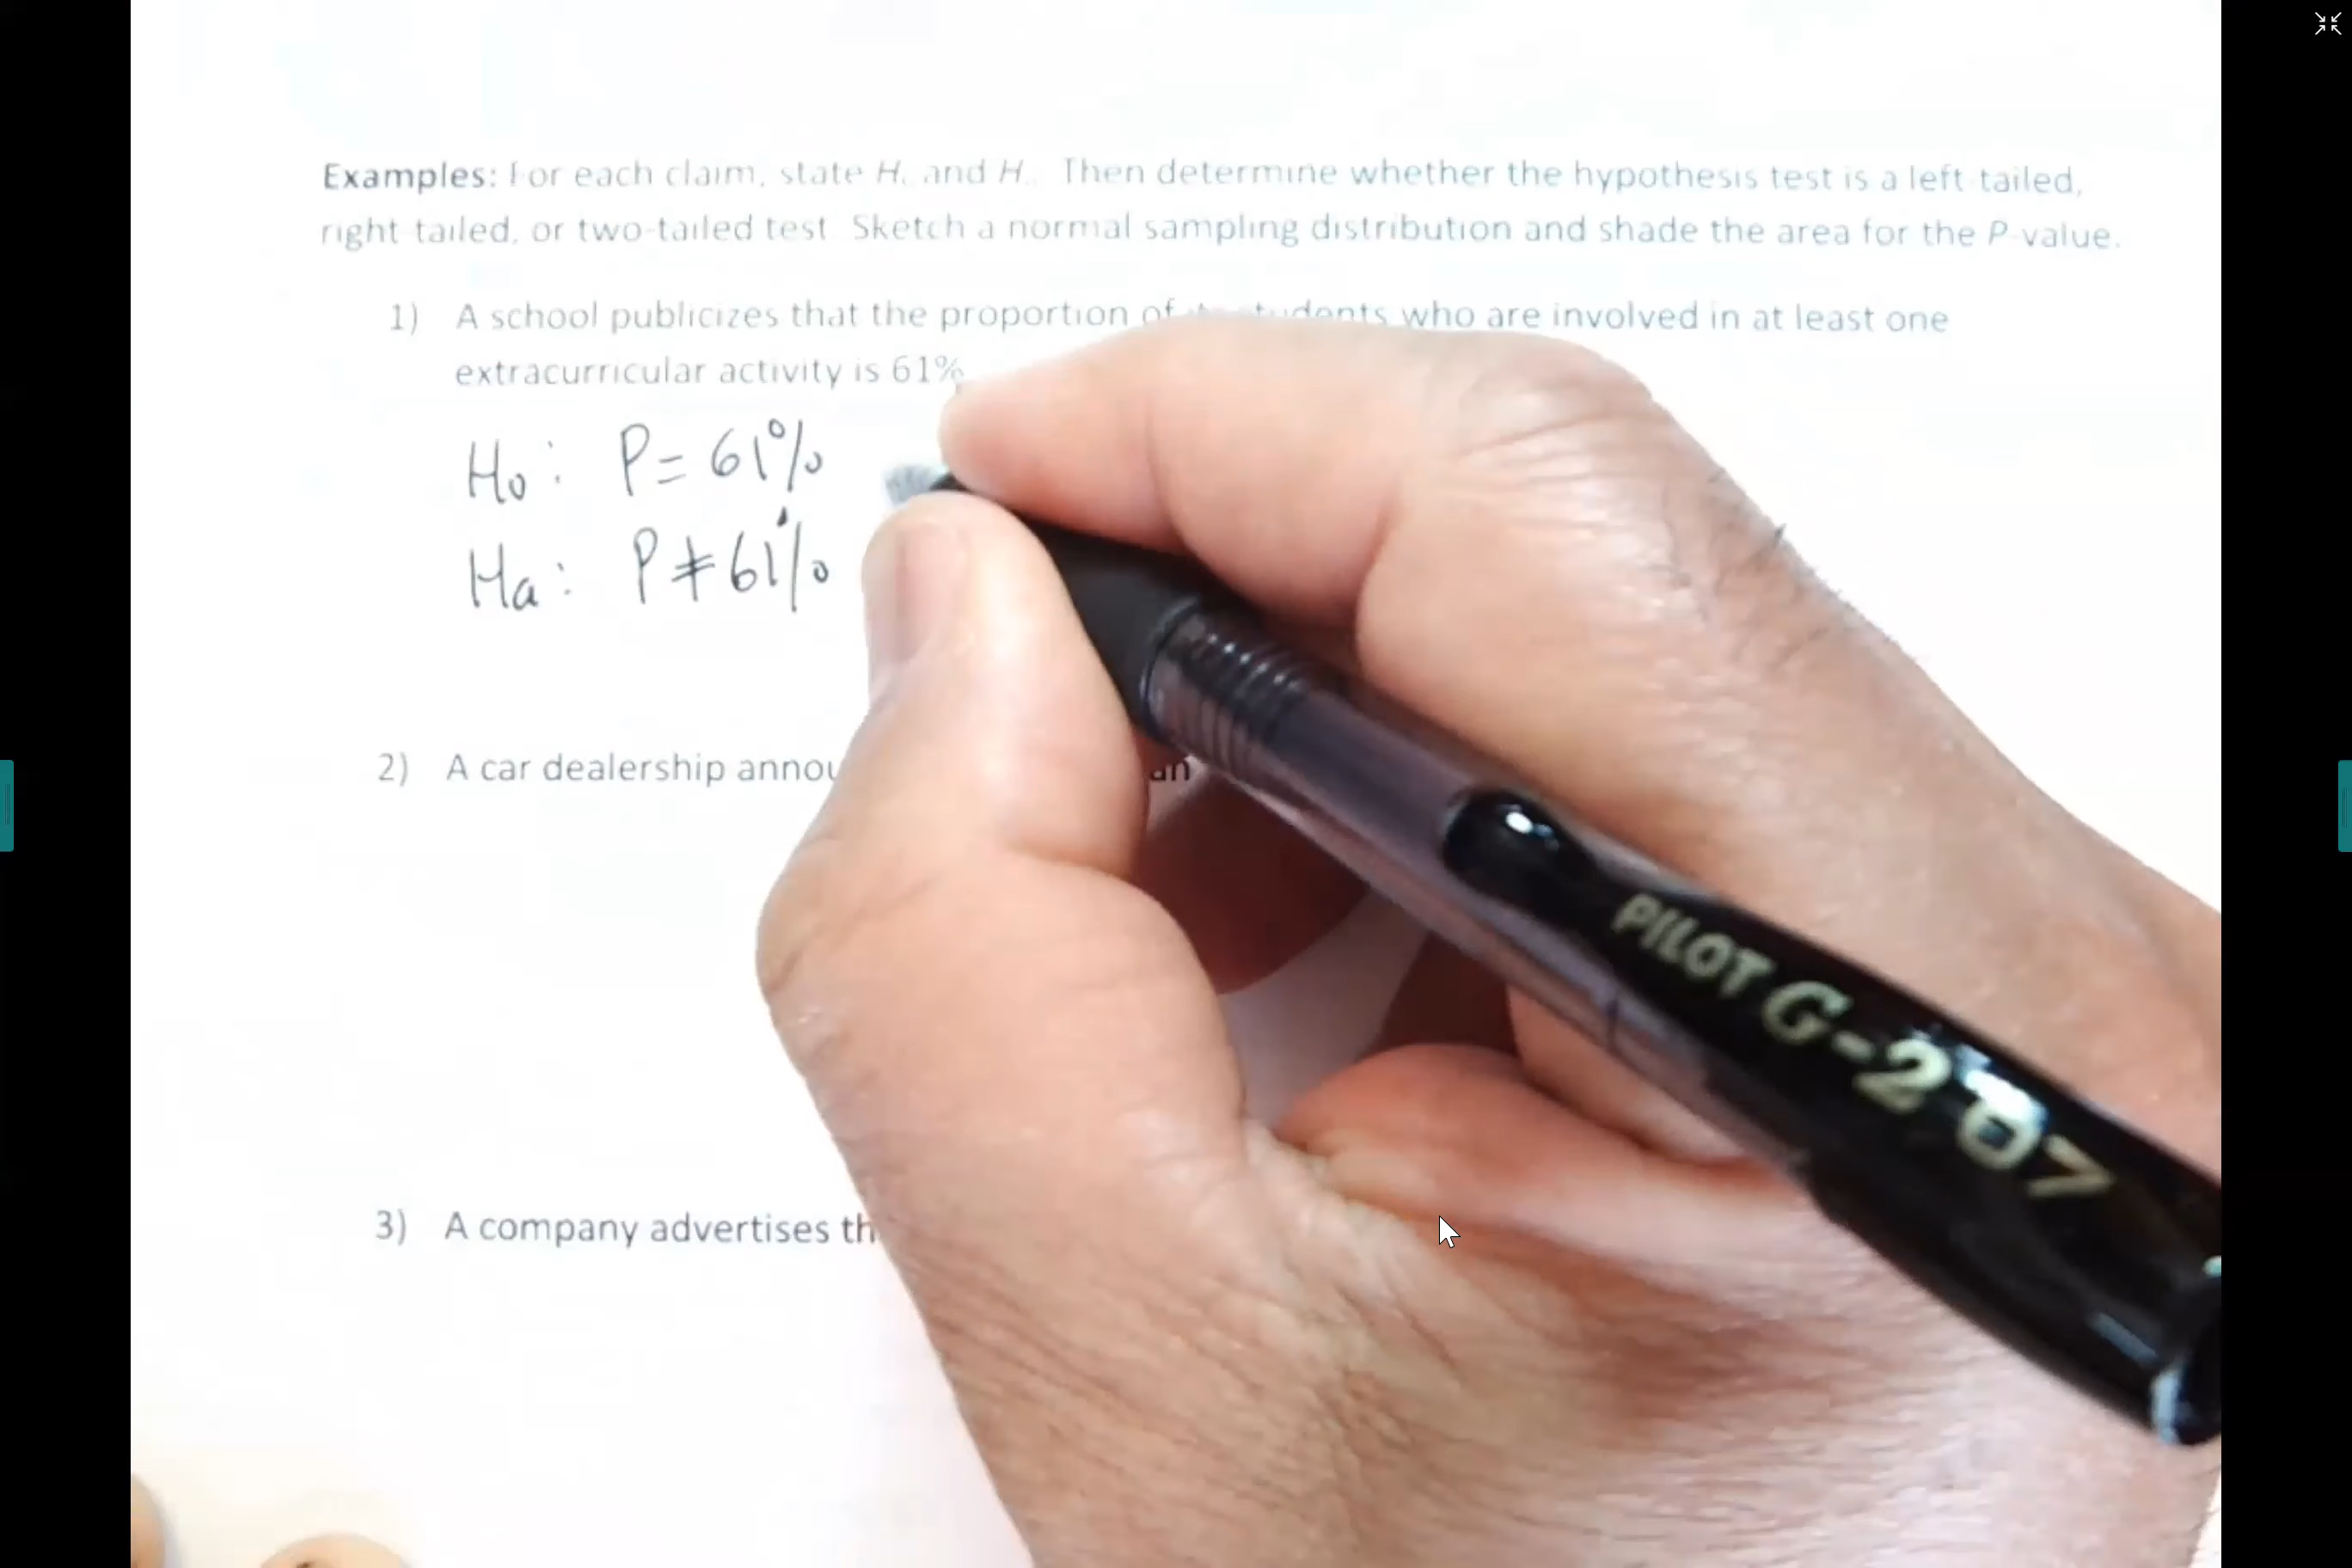 Examples: For each claim, state H and H. Then determine whether the hypothesis test is a left tailed,
right tailed, or two-tailed test. Sketch a normal sampling distribution and shade the area for the P-value.
1) A school publicizes that the proportion of students who are involved in at least one
extracurricular activity is 61%
Ho: P = 61%
Ha: P ≠ 61%
2) A car dealership
3) A company advertises
PILOT G-2 07